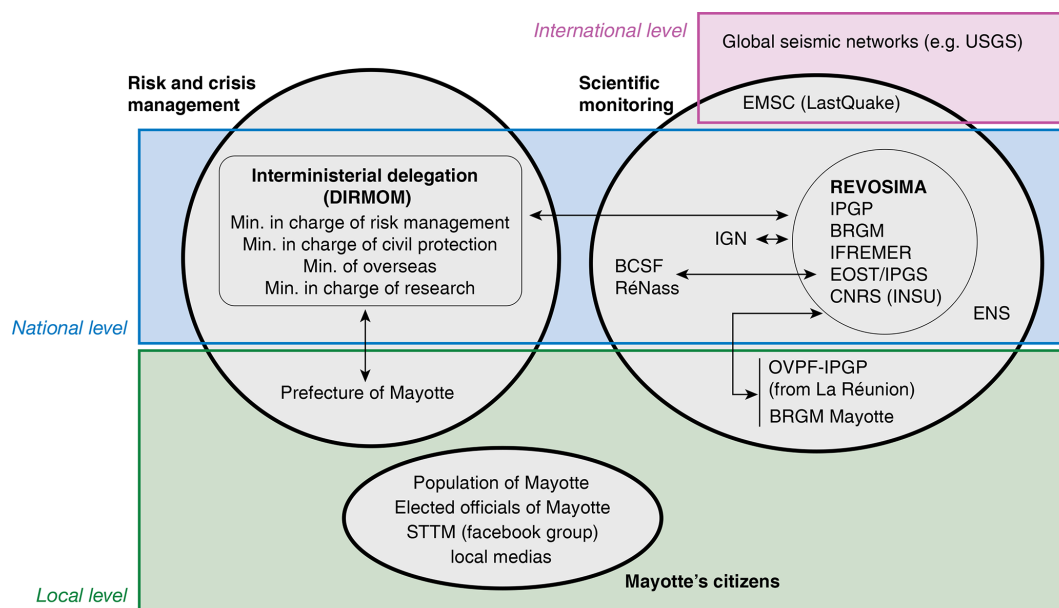 International level
Global seismic networks (e.g. USGS)
Risk and crisis
management
Scientific
monitoring
EMSC (LastQuake)
Interministerial delegation
(DIRMOM)
Min. in charge of risk management
Min. in charge of civil protection
Min. of overseas
Min. in charge of research
REVOSIMA
IPGP
BRGM
IFREMER
EOST/IPGS
CNRS (INSU)
IGN
BCSF
RéNass
ENS
National level
Prefecture of Mayotte
OVPF-IPGP
(from La Réunion)
BRGM Mayotte
Population of Mayotte
Elected officials of Mayotte
STTM (facebook group)
local medias
Mayotte's citizens
Local level